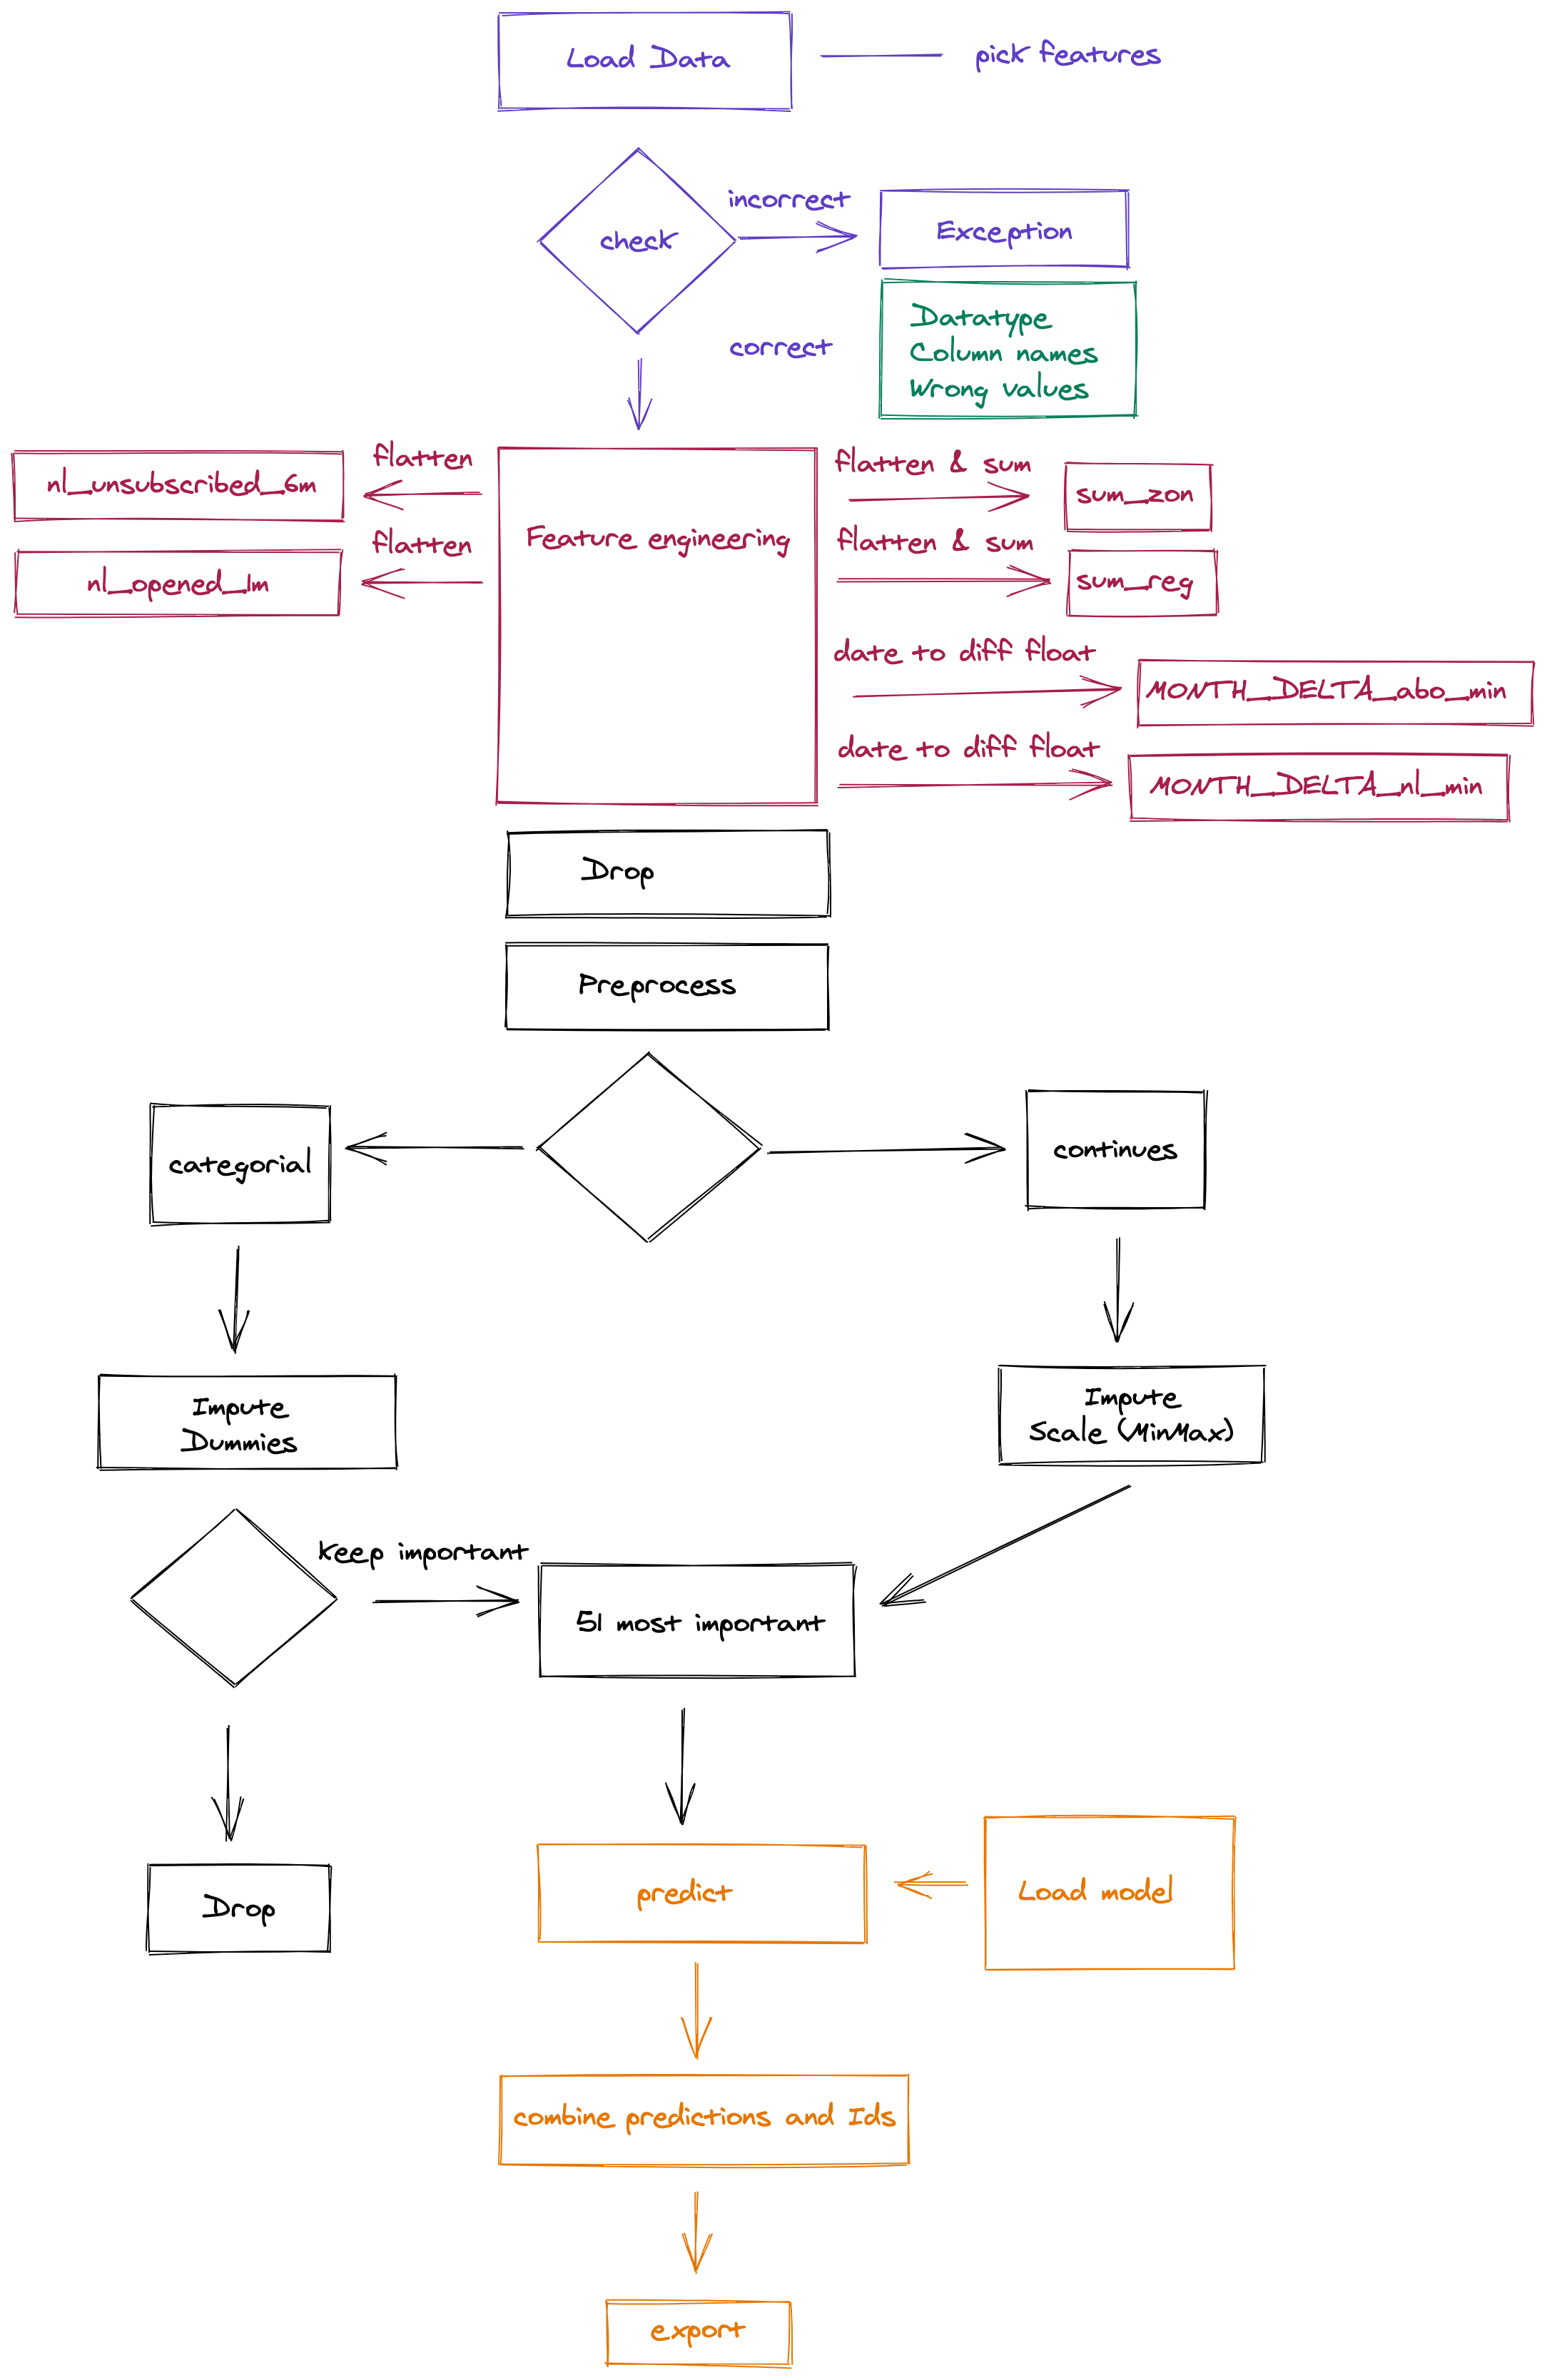 Load Data
pick features
check
incorrect
Exception
correct
Datatype
Column names
Wrong values
nl_unsubscribed_6m
flatten
nl_opened_1m
flatten
Feature engineering
flatten & sum
sum_zon
flatten & sum
sum_reg
date to diff float
MONTH_DELTA_abo_min
date to diff float
MONTH_DELTA_nl_min
Drop
Preprocess
categorial
continues
Impute
Dummies
Impute
Scale (MinMax)
keep important
51 most important
Drop
predict
Load model
combine predictions and Ids
export